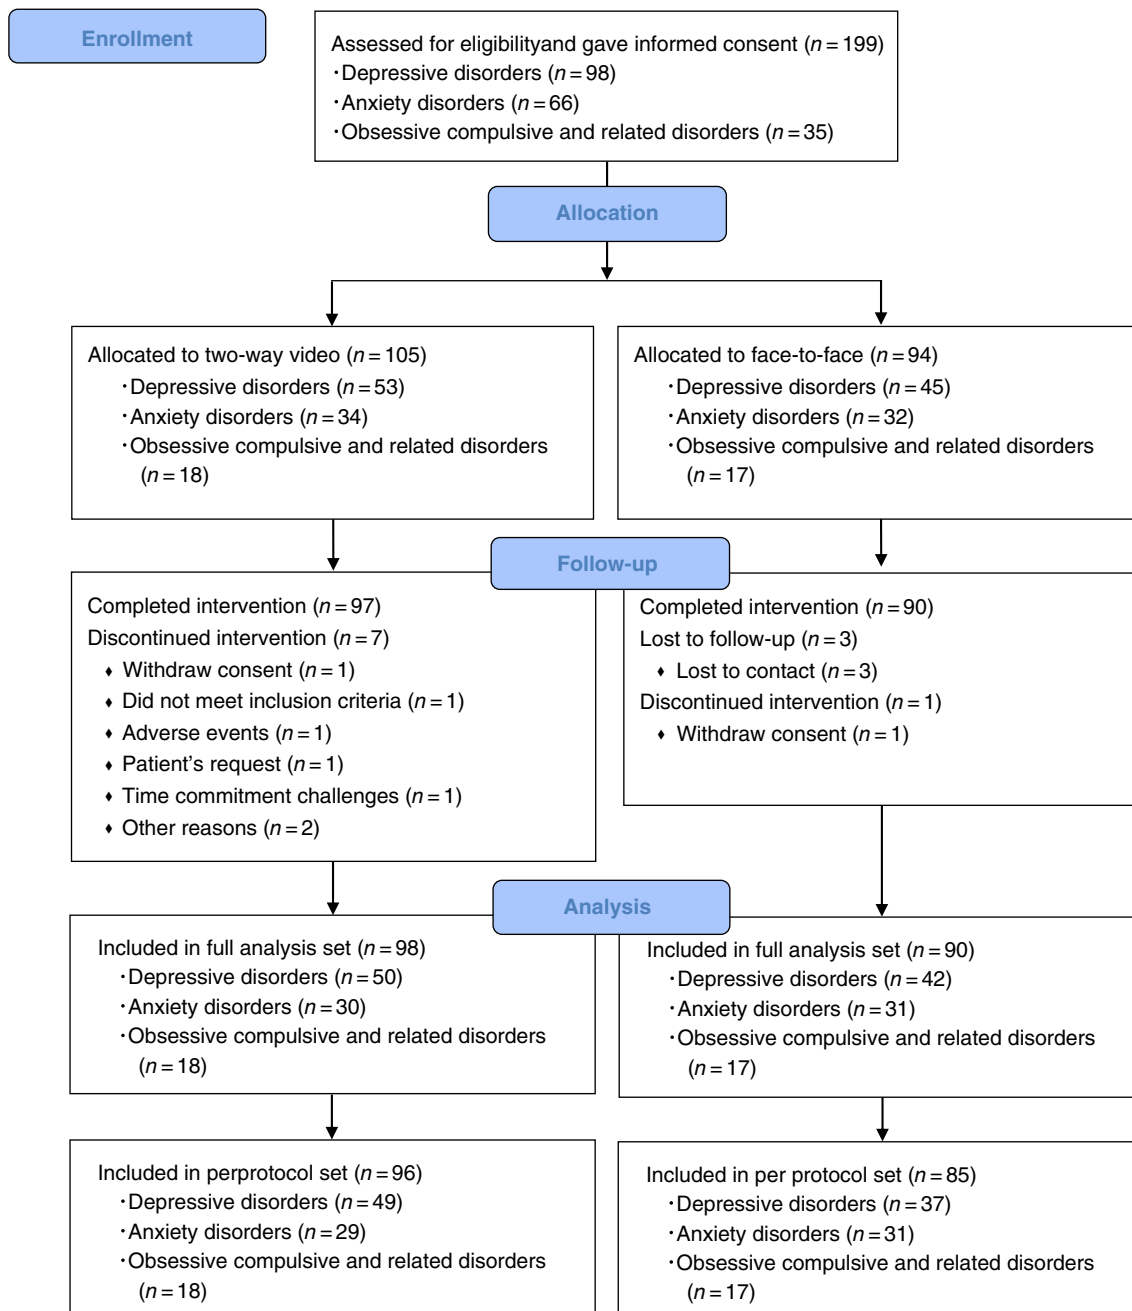 Enrollment
Assessed for eligibilityand gave informed consent (n = 199)
·Depressive disorders (n = 98)
·Anxiety disorders (n = 66)
·Obsessive compulsive and related disorders (n = 35)
Allocation
Allocated to two-way video (n = 105)
·Depressive disorders (n = 53)
·Anxiety disorders (n = 34)
·Obsessive compulsive and related disorders
(n = 18)
Allocated to face-to-face (n = 94)
·Depressive disorders (n = 45)
·Anxiety disorders (n = 32)
·Obsessive compulsive and related disorders
(n = 17)
Follow-up
Completed intervention (n = 97)
Discontinued intervention (n = 7)
♦ Withdraw consent (n = 1)
♦ Did not meet inclusion criteria (n = 1)
♦ Adverse events (n = 1)
♦ Patient's request (n = 1)
♦ Time commitment challenges (n = 1)
♦ Other reasons (n = 2)
Completed intervention (n = 90)
Lost to follow-up (n = 3)
♦ Lost to contact (n = 3)
Discontinued intervention (n = 1)
♦ Withdraw consent (n = 1)
Analysis
Included in full analysis set (n = 98)
·Depressive disorders (n = 50)
·Anxiety disorders (n = 30)
·Obsessive compulsive and related disorders
(n = 18)
Included in full analysis set (n = 90)
·Depressive disorders (n = 42)
·Anxiety disorders (n = 31)
·Obsessive compulsive and related disorders
(n = 17)
Included in perprotocol set (n = 96)
·Depressive disorders (n = 49)
·Anxiety disorders (n = 29)
·Obsessive compulsive and related disorders
(n = 18)
Included in per protocol set (n = 85)
·Depressive disorders (n = 37)
·Anxiety disorders (n = 31)
·Obsessive compulsive and related disorders
(n = 17)